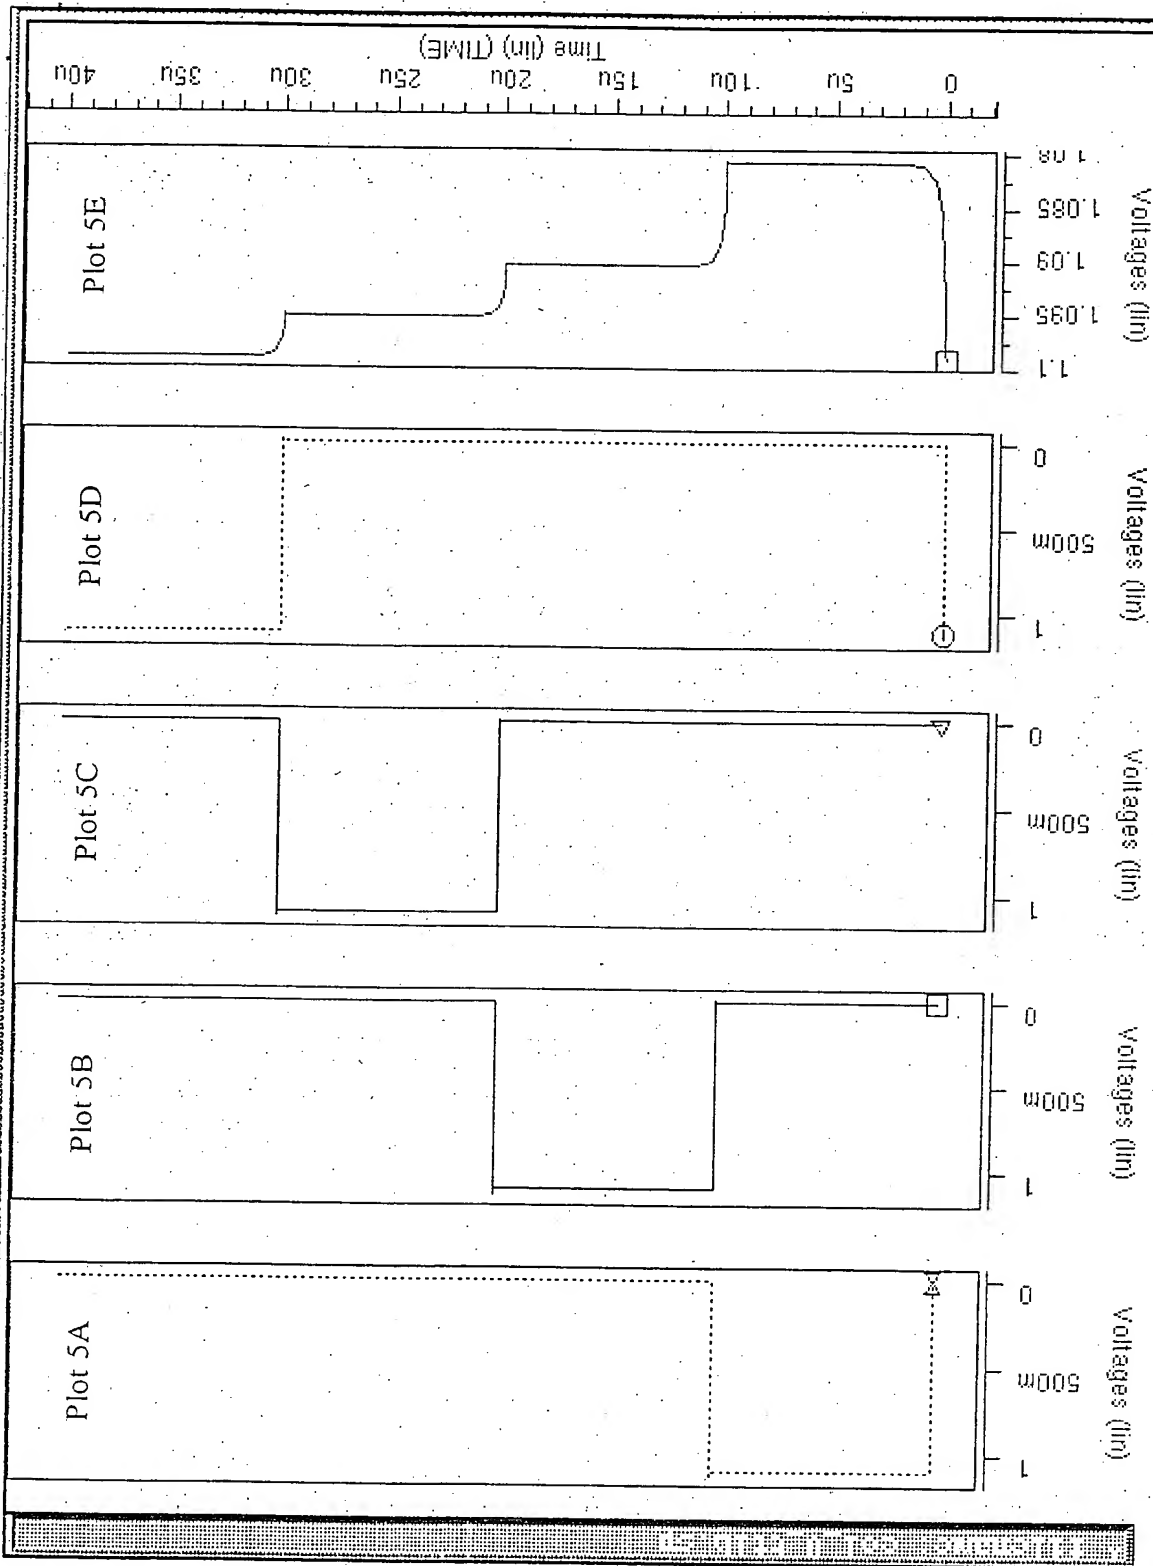 Time (lin) (TIME)
40u 35u 30u 25u 20u 15u 10u 5u 0
Plot 5E
1.08
1.085
1.09
1.095
1.1
Voltages (lin)
Plot 5D
0
500m
1
Voltages (lin)
Plot 5C
0
500m
1
Voltages (lin)
Plot 5B
0
500m
1
Voltages (lin)
Plot 5A
0
500m
1
Voltages (lin)